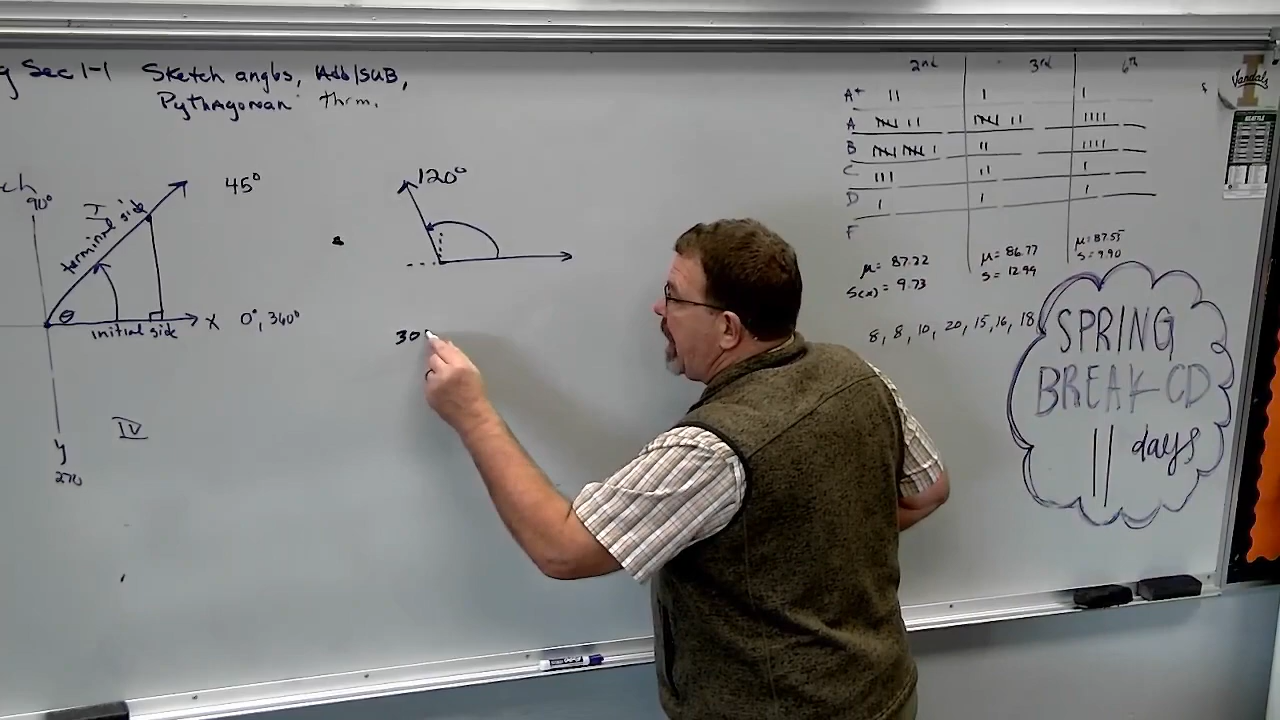 g Sec 1-1 Sketch angles, Add/SUB,
Pythagorean thrm.
ch
90°
I
terminal side
45°
θ
initial side
X 0°, 360°
IV
y
270
120°
30
2nd 3rd 6th
A+ || | |
A |||| || |||| || ||||
B |||| |||| | || ||||
C ||| || |
D | | |
F
μ= 87.22
S(x) = 9.73
μ= 86.77
S= 12.99
μ= 87.55
S= 9.90
8, 8, 10, 20, 15, 16, 18
SPRING
BREAK CD
11 days
Vandals
SEATTLE